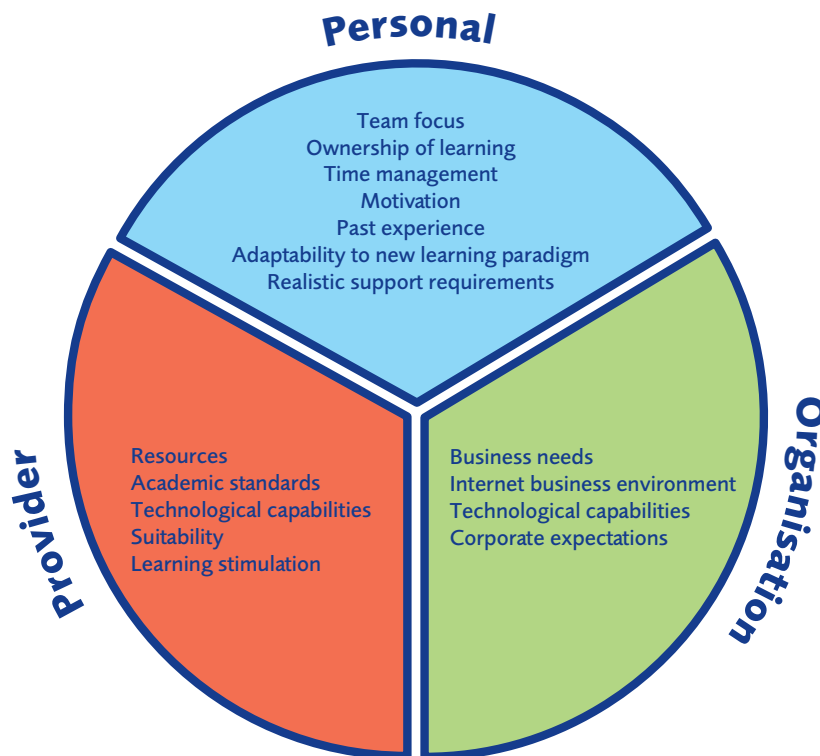 Personal
Team focus
Ownership of learning
Time management
Motivation
Past experience
Adaptability to new learning paradigm
Realistic support requirements
Provider
Resources
Academic standards
Technological capabilities
Suitability
Learning stimulation
Business needs
Internet business environment
Technological capabilities
Corporate expectations
Organisation